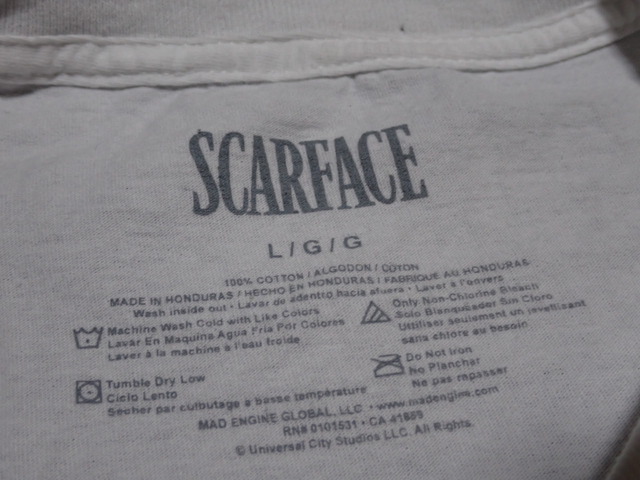 SCARFACE
L / G / G
100% COTTON / ALGODON / COTON
MADE IN HONDURAS / HECHO EN HONDURAS / FABRIQUE AU HONDURAS
Wash inside out • Lavar de adentro hacia afuera • Laver à l'envers
Machine Wash Cold with Like Colors
Lavar En Maquina Agua Fria Por Colores
Laver à la machine à l'eau froide
Only Non-Chlorine Bleach
Solo Blanqueador Sin Cloro
Utiliser seulement un javellisant
sans chlore au besoin
Tumble Dry Low
Ciclo Lento
Sécher par culbutage à basse température
Do Not Iron
No Planchar
Ne pas repasser
MAD ENGINE GLOBAL, LLC • www.madengine.com
RN# 0101531 • CA 41859
© Universal City Studios LLC. All Rights.